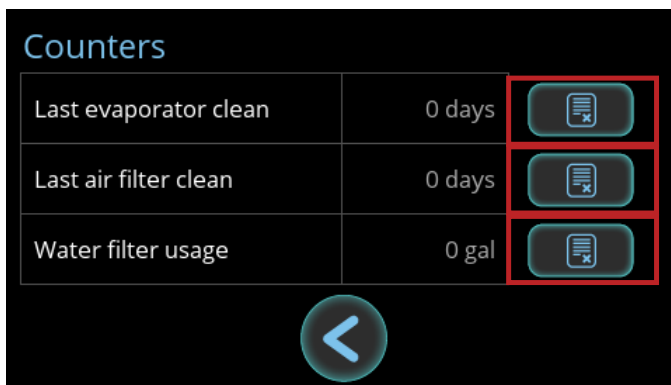 Counters
Last evaporator clean 0 days
Last air filter clean 0 days
Water filter usage 0 gal